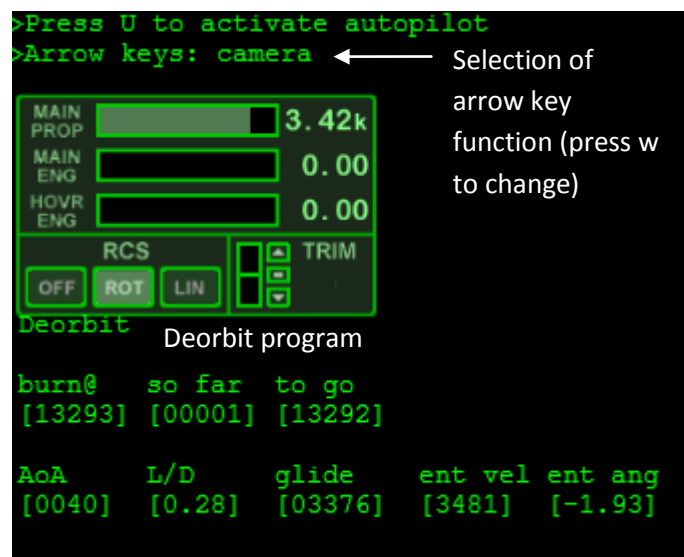 >Press U to activate autopilot
>Arrow keys: camera
Selection of
arrow key
function (press w
to change)
MAIN
PROP
3.42k
MAIN
ENG
0.00
HOVR
ENG
0.00
RCS
TRIM
OFF ROT LIN
Deorbit
Deorbit program
burn@ so far to go
[13293] [00001] [13292]
AoA L/D glide ent vel ent ang
[0040] [0.28] [03376] [3481] [-1.93]